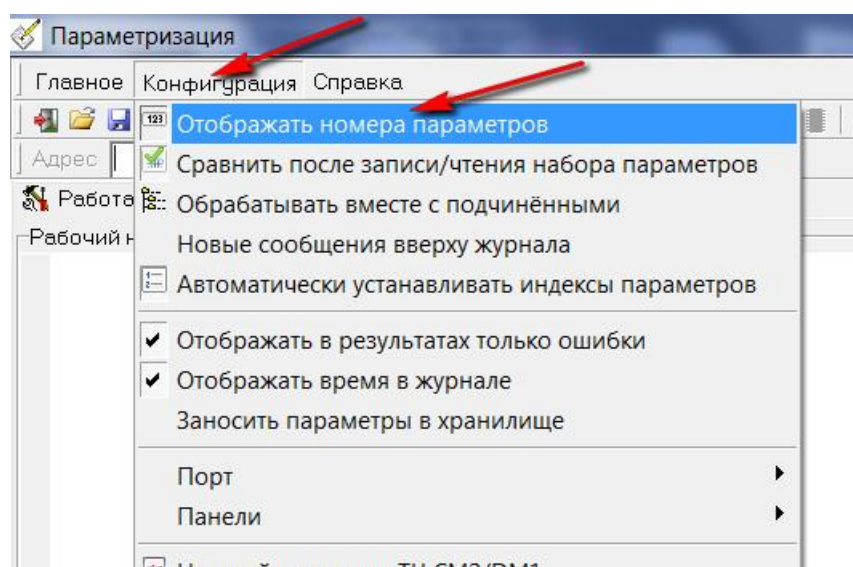 Параметризация
Главное Конфигурация Справка
123 Отображать номера параметров
Адрес
Сравнить после записи/чтения набора параметров
Работа
Обрабатывать вместе с подчинёнными
Рабочий
Новые сообщения вверху журнала
Автоматически устанавливать индексы параметров
Отображать в результатах только ошибки
Отображать время в журнале
Заносить параметры в хранилище
Порт
Панели